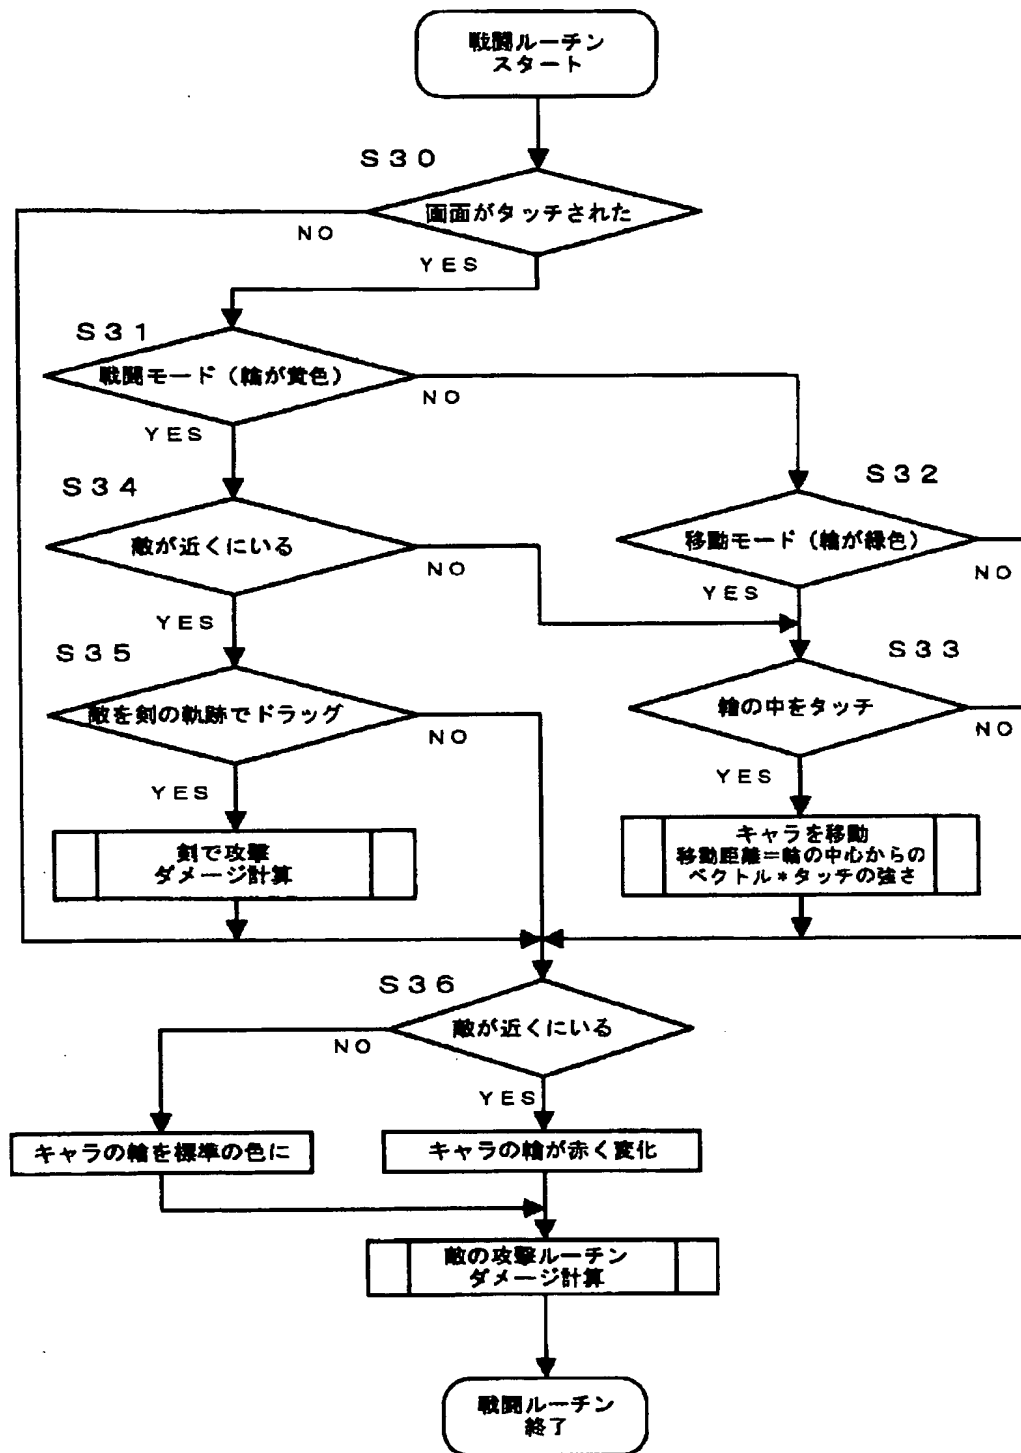 戦闘ルーチン
スタート
S30
画面がタッチされた
NO
YES
S31
戦闘モード（輪が黄色）
NO
YES
S32
移動モード（輪が緑色）
NO
YES
S34
敵が近くにいる
NO
YES
S33
輪の中をタッチ
NO
YES
S35
敵を剣の軌跡でドラッグ
NO
YES
剣で攻撃
ダメージ計算
キャラを移動
移動距離＝輪の中心からの
ベクトル＊タッチの強さ
S36
敵が近くにいる
NO
YES
キャラの輪を標準の色に
キャラの輪が赤く変化
敵の攻撃ルーチン
ダメージ計算
戦闘ルーチン
終了